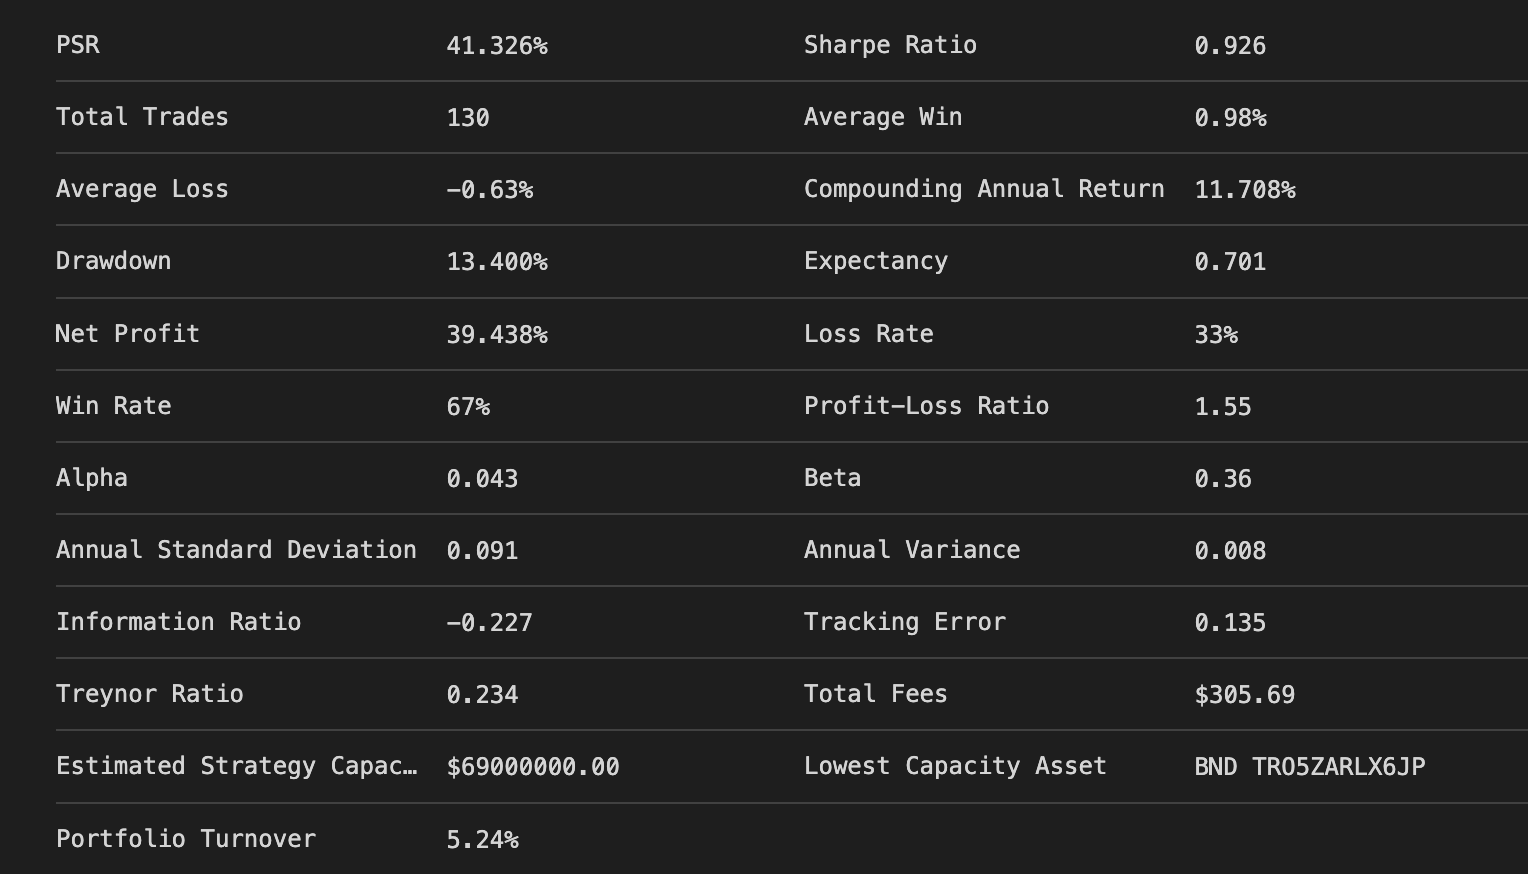 PSR 41.326% Sharpe Ratio 0.926
Total Trades 130 Average Win 0.98%
Average Loss -0.63% Compounding Annual Return 11.708%
Drawdown 13.400% Expectancy 0.701
Net Profit 39.438% Loss Rate 33%
Win Rate 67% Profit-Loss Ratio 1.55
Alpha 0.043 Beta 0.36
Annual Standard Deviation 0.091 Annual Variance 0.008
Information Ratio -0.227 Tracking Error 0.135
Treynor Ratio 0.234 Total Fees $305.69
Estimated Strategy Capac… $69000000.00 Lowest Capacity Asset BND TRO5ZARLX6JP
Portfolio Turnover 5.24%